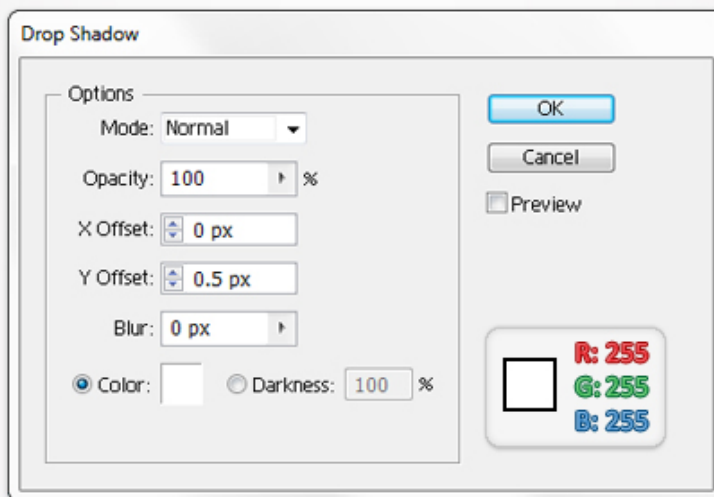 Drop Shadow
Options
Mode: Normal
Opacity: 100 %
X Offset: 0 px
Y Offset: 0.5 px
Blur: 0 px
Color: Darkness: 100 %
OK
Cancel
Preview
R: 255
G: 255
B: 255